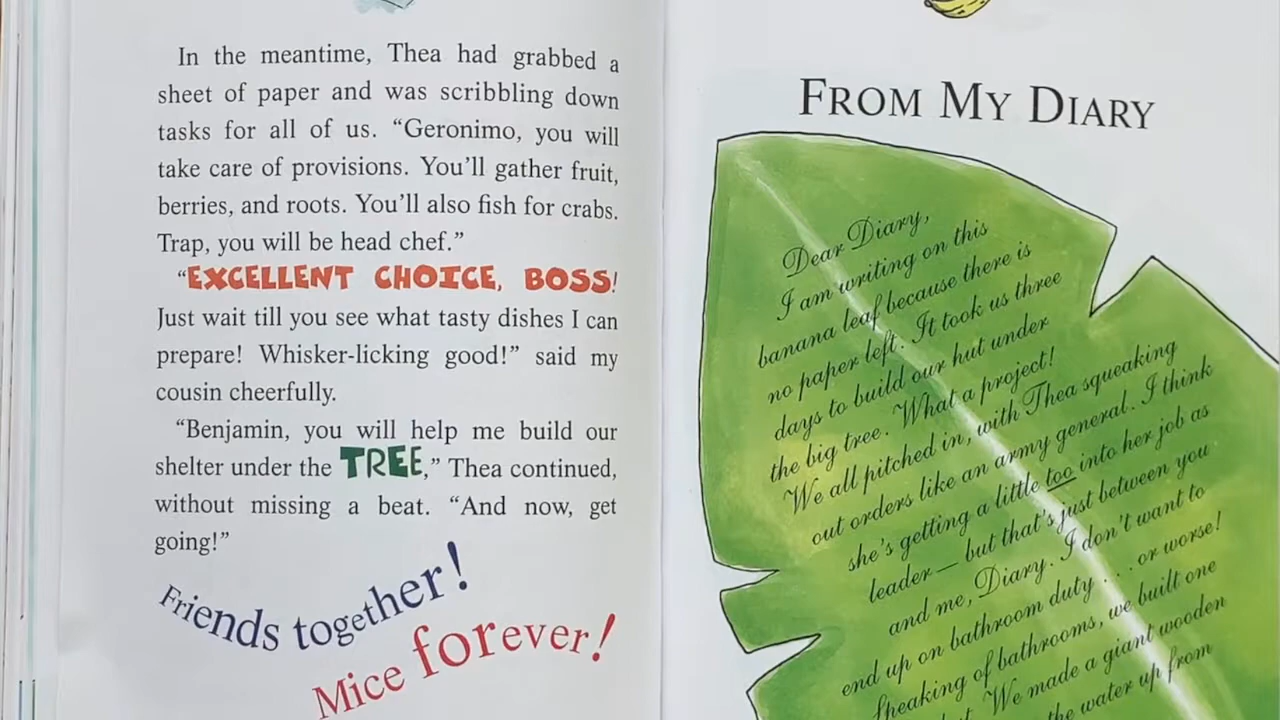 In the meantime, Thea had grabbed a
sheet of paper and was scribbling down
tasks for all of us. “Geronimo, you will
take care of provisions. You’ll gather fruit,
berries, and roots. You’ll also fish for crabs.
Trap, you will be head chef.”
“EXCELLENT CHOICE, BOSS!
Just wait till you see what tasty dishes I can
prepare! Whisker-licking good!” said my
cousin cheerfully.
“Benjamin, you will help me build our
shelter under the TREE,” Thea continued,
without missing a beat. “And now, get
going!”
Friends together!
Mice forever!
FROM MY DIARY
Dear Diary,
I am writing on this
banana leaf because there is
no paper left. It took us three
days to build our hut under
the big tree. What a project!
We all pitched in, with Thea squeaking
out orders like an army general. I think
she’s getting a little too into her job as
leader—but that’s just between you
and me, Diary. I don’t want to
end up on bathroom duty . . . or worse!
Speaking of bathrooms, we built one
We made a giant wooden
the water up from